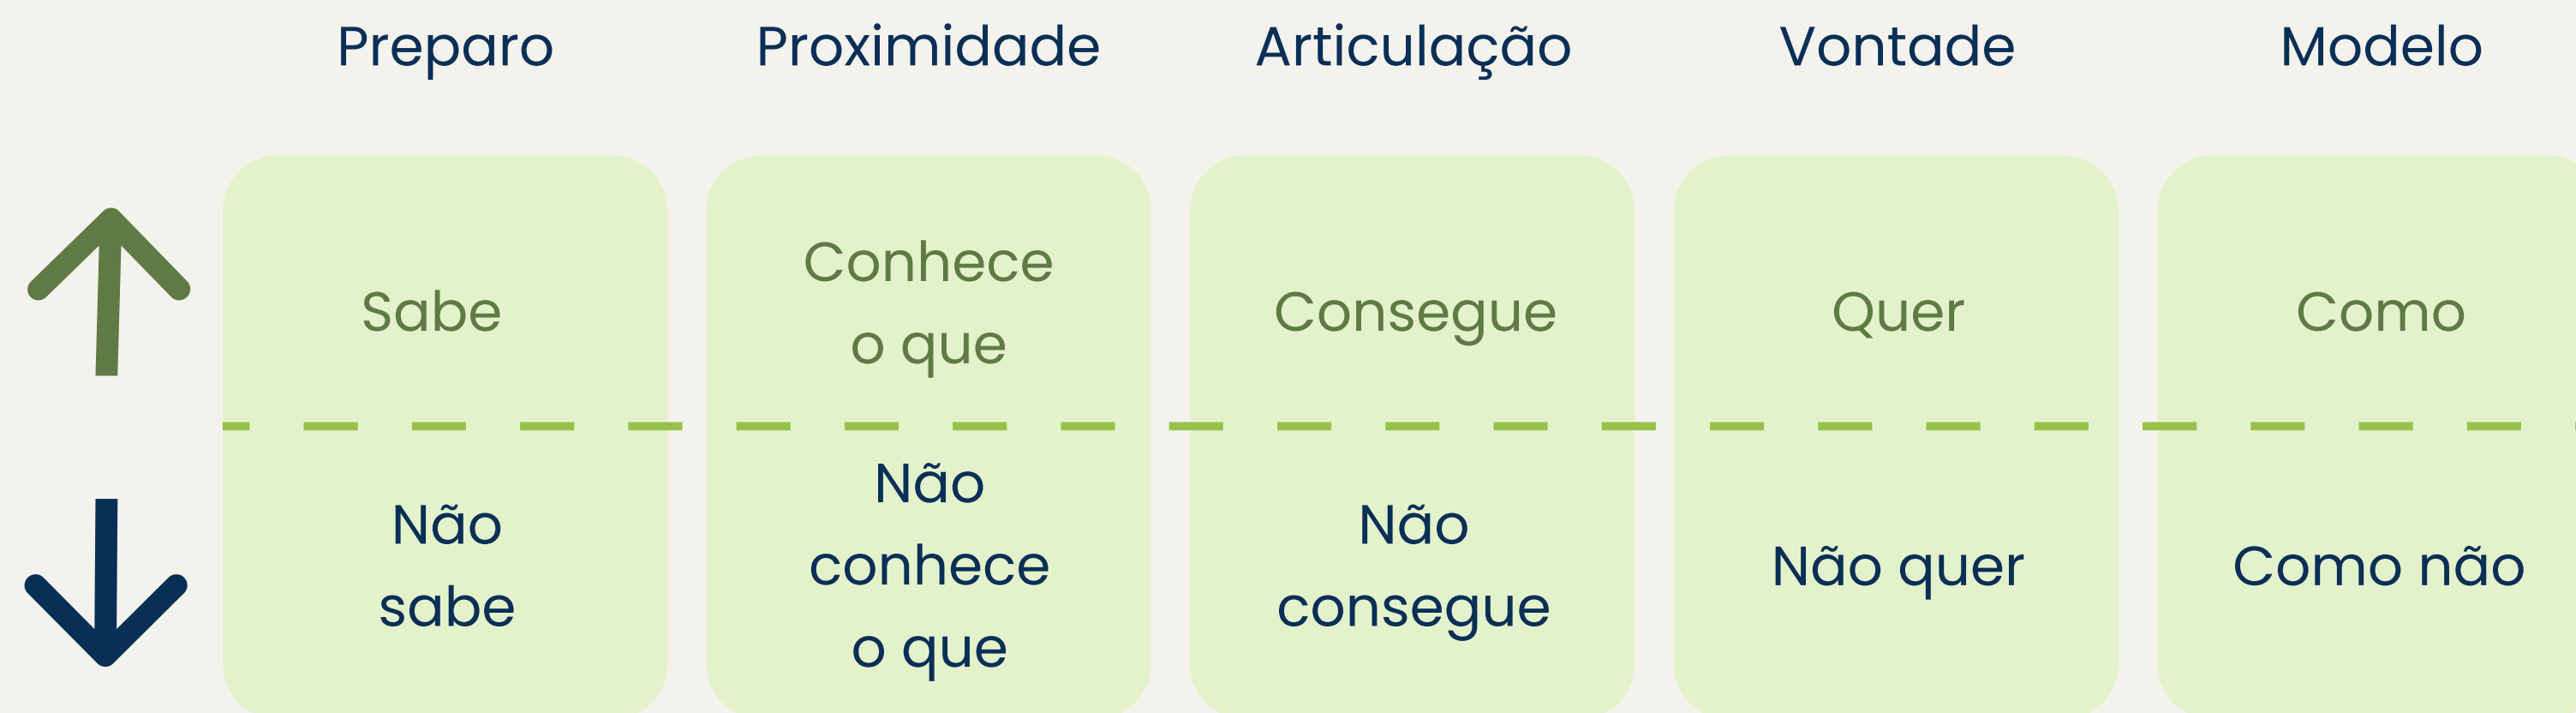 Preparo
Proximidade
Articulação
Vontade
Modelo
Sabe
Conhece
o que
Consegue
Quer
Como
Não
sabe
Não
conhece
o que
Não
consegue
Não quer
Como não